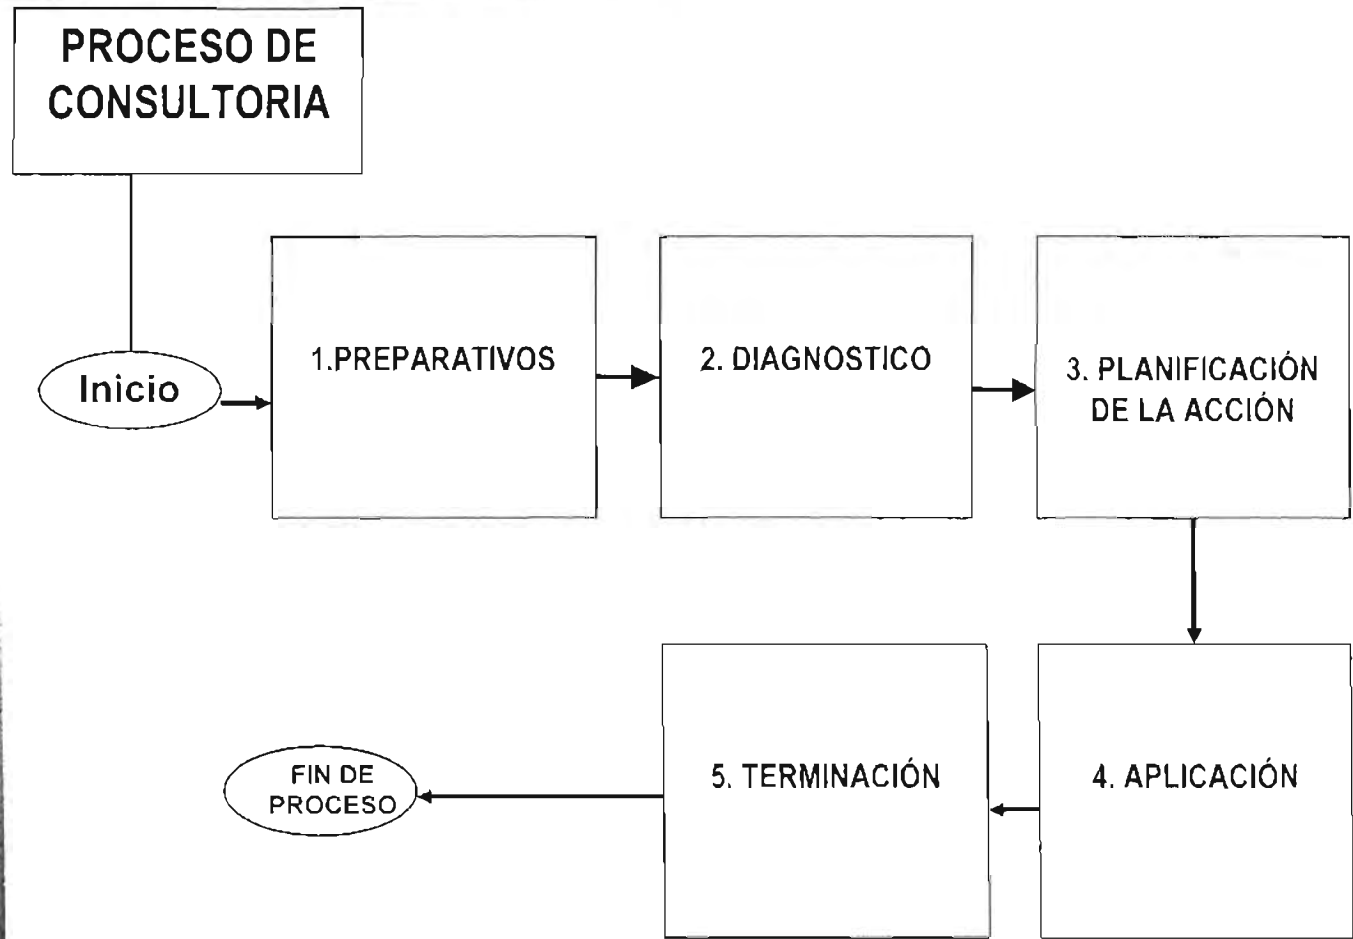 PROCESO DE
CONSULTORIA
Inicio
1.PREPARATIVOS
2. DIAGNOSTICO
3. PLANIFICACIÓN
DE LA ACCIÓN
4. APLICACIÓN
5. TERMINACIÓN
FIN DE
PROCESO